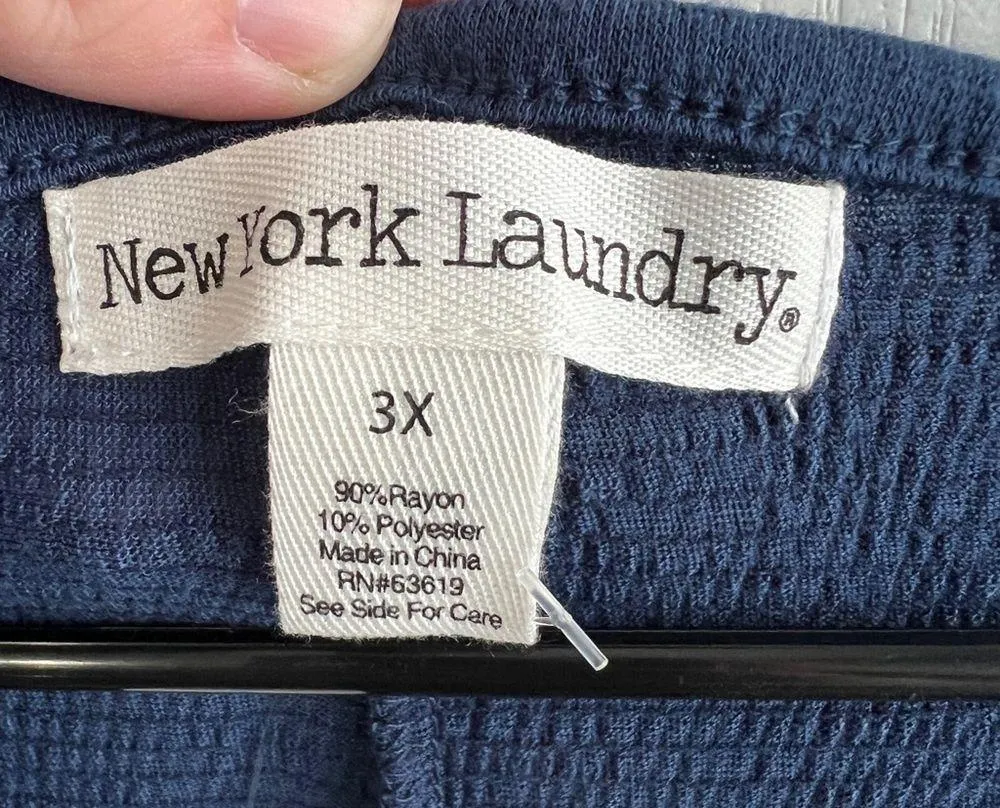 New York Laundry®
3X
90%Rayon
10% Polyester
Made in China
RN#63619
See Side For Care